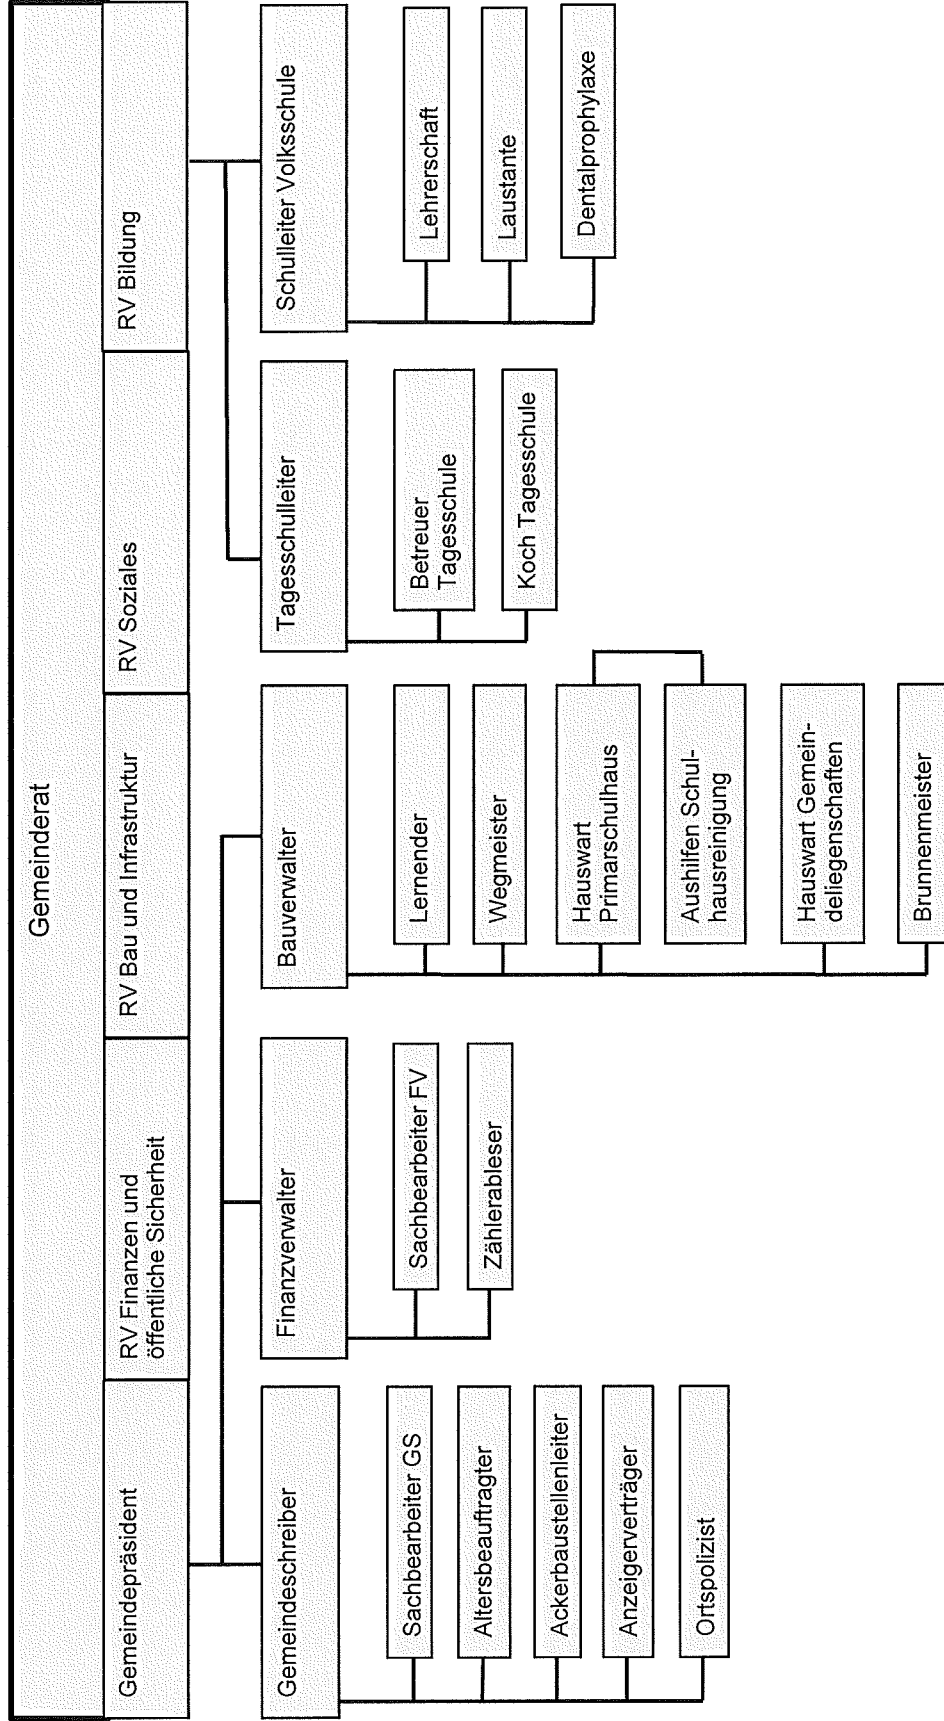 Gemeinderat
Gemeindepräsident
RV Finanzen und
öffentliche Sicherheit
RV Bau und Infrastruktur
RV Soziales
RV Bildung
Gemeindeschreiber
Finanzverwalter
Bauverwalter
Tagesschulleiter
Schulleiter Volksschule
Sachbearbeiter GS
Altersbeauftragter
Ackerbaustellenleiter
Anzeigerverträger
Ortspolizist
Sachbearbeiter FV
Zählerableser
Lernender
Wegmeister
Hauswart
Primarschulhaus
Aushilfen Schul-
hausreinigung
Hauswart Gemein-
deliegenschaften
Brunnenmeister
Betreuer
Tagesschule
Koch Tagesschule
Lehrerschaft
Laustante
Dentalprophylaxe